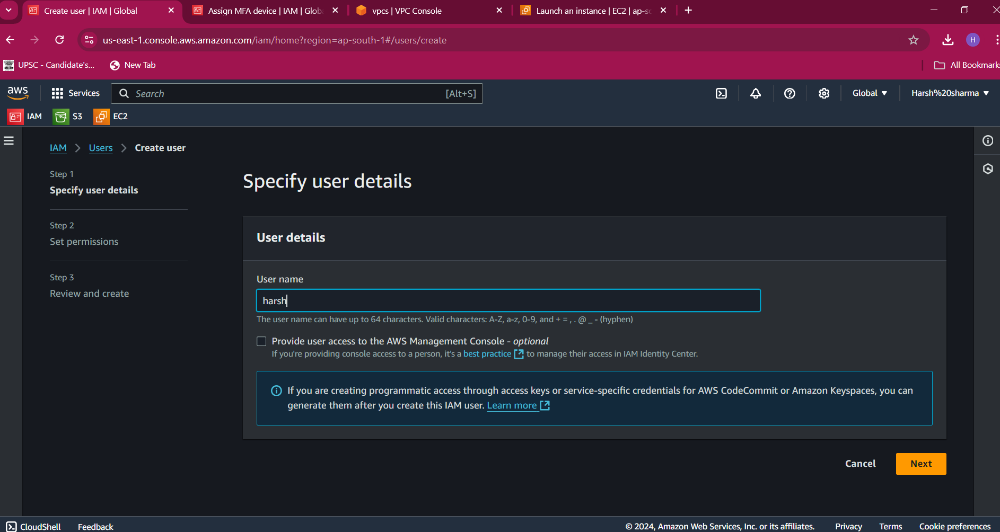 Create user | IAM | Global
Assign MFA device | IAM | Globa
vpcs | VPC Console
Launch an instance | EC2 | ap-so
us-east-1.console.aws.amazon.com/iam/home?region=ap-south-1#/users/create
H
UPSC - Candidate's...
New Tab
All Bookmarks
aws
Services
Search
[Alt+S]
Global
Harsh%20sharma
IAM
S3
EC2
IAM
Users
Create user
Step 1
Specify user details
Step 2
Set permissions
Step 3
Review and create
Specify user details
User details
User name
harsh
The user name can have up to 64 characters. Valid characters: A-Z, a-z, 0-9, and + = , . @ _ - (hyphen)
Provide user access to the AWS Management Console - optional
If you're providing console access to a person, it's a best practice to manage their access in IAM Identity Center.
If you are creating programmatic access through access keys or service-specific credentials for AWS CodeCommit or Amazon Keyspaces, you can
generate them after you create this IAM user. Learn more
Cancel
Next
CloudShell
Feedback
© 2024, Amazon Web Services, Inc. or its affiliates.
Privacy
Terms
Cookie preferences